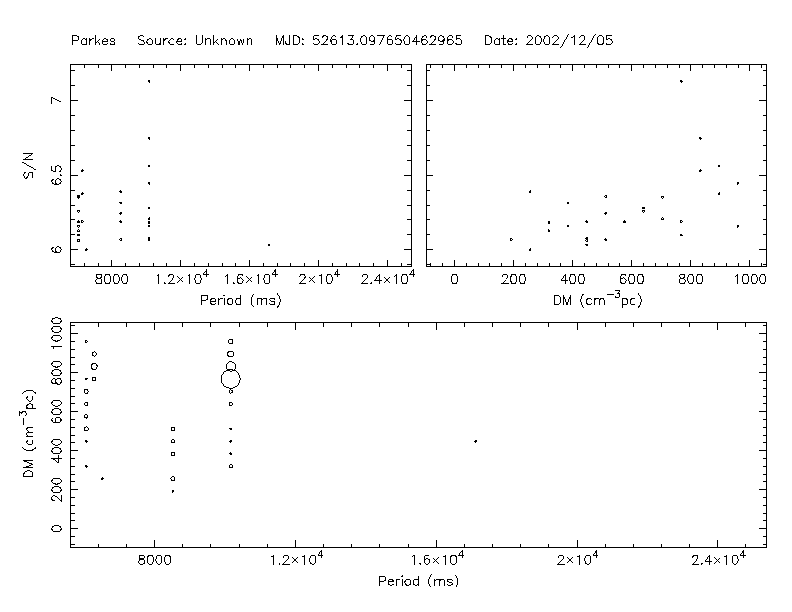 Parkes   Source: Unknown   MJD: 52613.097650462965   Date: 2002/12/05
S/N
7
6.5
6
8000 1.2×10⁴ 1.6×10⁴ 2×10⁴ 2.4×10⁴
Period (ms)
0 200 400 600 800 1000
DM (cm⁻³pc)
DM (cm⁻³pc)
1000
800
600
400
200
0
8000 1.2×10⁴ 1.6×10⁴ 2×10⁴ 2.4×10⁴
Period (ms)